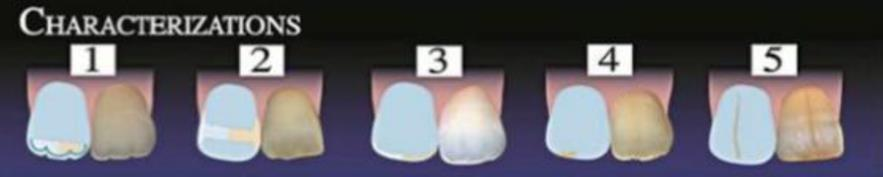 CHARACTERIZATIONS
1 2 3 4 5